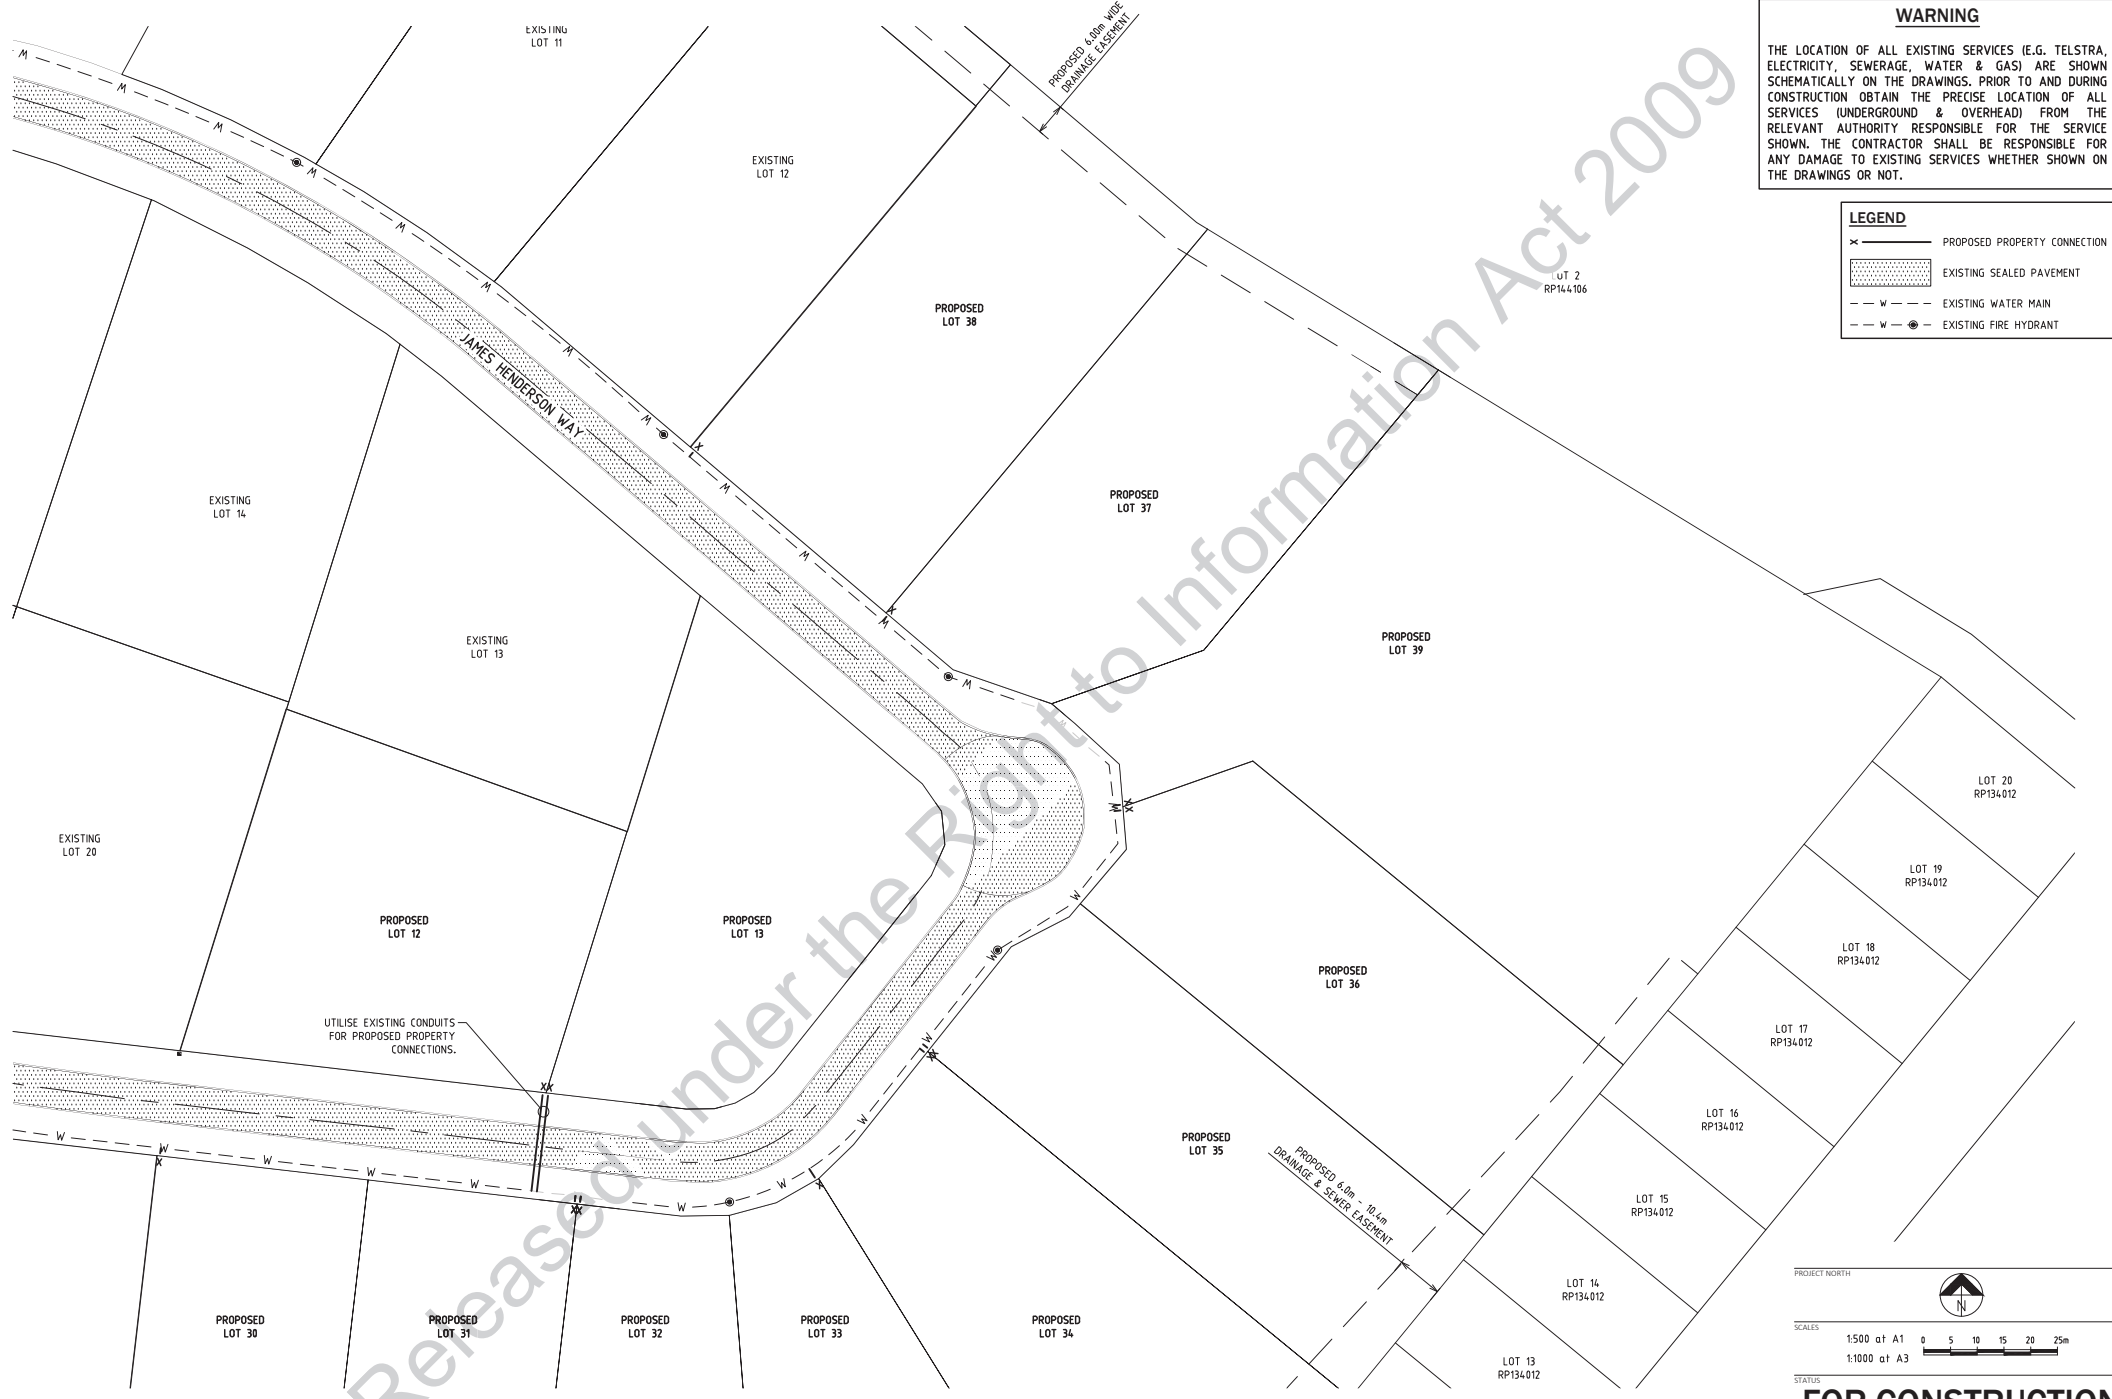 WARNING
THE LOCATION OF ALL EXISTING SERVICES (E.G. TELSTRA,
ELECTRICITY, SEWERAGE, WATER & GAS) ARE SHOWN
SCHEMATICALLY ON THE DRAWINGS. PRIOR TO AND DURING
CONSTRUCTION OBTAIN THE PRECISE LOCATION OF ALL
SERVICES (UNDERGROUND & OVERHEAD) FROM THE
RELEVANT AUTHORITY RESPONSIBLE FOR THE SERVICE
SHOWN. THE CONTRACTOR SHALL BE RESPONSIBLE FOR
ANY DAMAGE TO EXISTING SERVICES WHETHER SHOWN ON
THE DRAWINGS OR NOT.
LEGEND
PROPOSED PROPERTY CONNECTION
EXISTING SEALED PAVEMENT
W EXISTING WATER MAIN
W EXISTING FIRE HYDRANT
EXISTING
LOT 11
EXISTING
LOT 12
PROPOSED 6.00m WIDE
DRAINAGE EASEMENT
LOT 2
RP144106
PROPOSED
LOT 38
JAMES HENDERSON WAY
PROPOSED
LOT 37
EXISTING
LOT 14
EXISTING
LOT 13
PROPOSED
LOT 39
EXISTING
LOT 20
PROPOSED
LOT 12
PROPOSED
LOT 13
PROPOSED
LOT 36
UTILISE EXISTING CONDUITS
FOR PROPOSED PROPERTY
CONNECTIONS.
PROPOSED
LOT 35
PROPOSED 6.0m - 10.4m
DRAINAGE & SEWER EASEMENT
PROPOSED
LOT 30
PROPOSED
LOT 31
PROPOSED
LOT 32
PROPOSED
LOT 33
PROPOSED
LOT 34
LOT 20
RP134012
LOT 19
RP134012
LOT 18
RP134012
LOT 17
RP134012
LOT 16
RP134012
LOT 15
RP134012
LOT 14
RP134012
LOT 13
RP134012
Released under the Right to Information Act 2009
PROJECT NORTH
N
SCALES
1:500 at A1 0 5 10 15 20 25m
1:1000 at A3
STATUS
FOR CONSTRUCTION